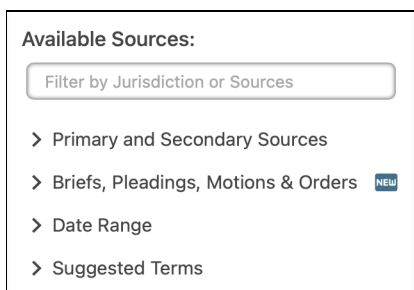 Available Sources:
Filter by Jurisdiction or Sources
Primary and Secondary Sources
Briefs, Pleadings, Motions & Orders NEW
Date Range
Suggested Terms